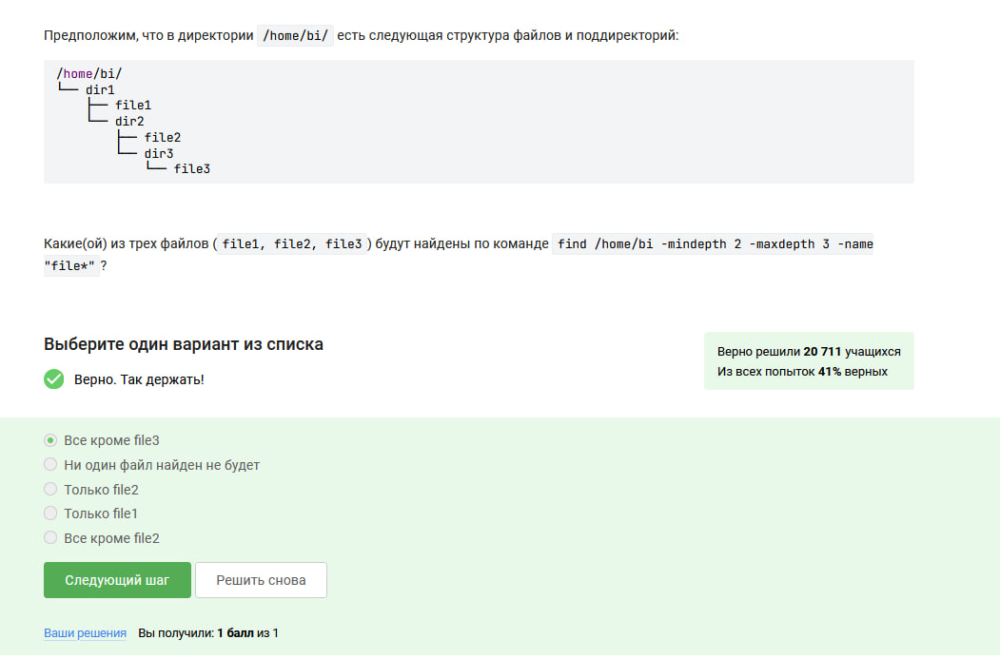 Предположим, что в директории /home/bi/ есть следующая структура файлов и поддиректорий:
/home/bi/
└── dir1
    ├── file1
    └── dir2
        ├── file2
        └── dir3
            └── file3
Какие(ой) из трех файлов ( file1, file2, file3 ) будут найдены по команде find /home/bi -mindepth 2 -maxdepth 3 -name
"file*" ?
Выберите один вариант из списка
Верно. Так держать!
Верно решили 20 711 учащихся
Из всех попыток 41% верных
Все кроме file3
Ни один файл найден не будет
Только file2
Только file1
Все кроме file2
Следующий шаг
Решить снова
Ваши решения Вы получили: 1 балл из 1